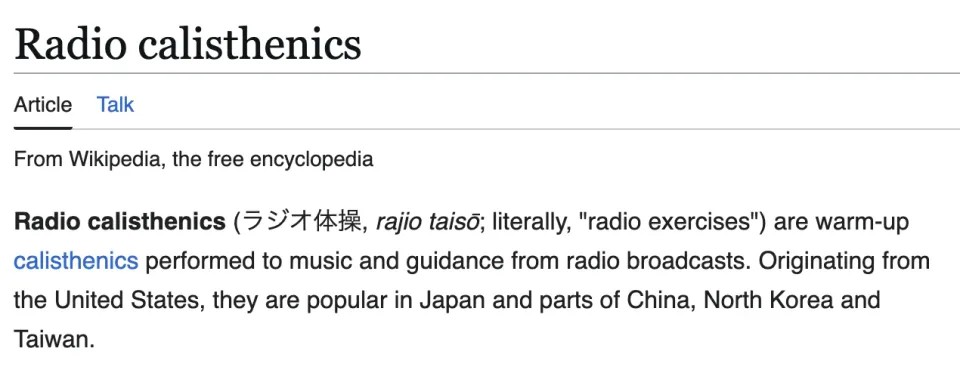 Radio calisthenics
Article Talk
From Wikipedia, the free encyclopedia
Radio calisthenics (ラジオ体操, rajio taisō; literally, "radio exercises") are warm-up
calisthenics performed to music and guidance from radio broadcasts. Originating from
the United States, they are popular in Japan and parts of China, North Korea and
Taiwan.